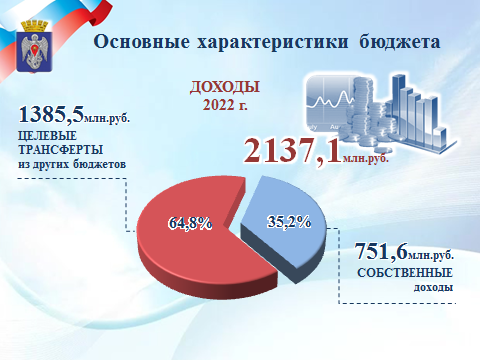 Основные характеристики бюджета
ДОХОДЫ
2022 г.
1385,5млн.руб.
ЦЕЛЕВЫЕ
ТРАНСФЕРТЫ
из других бюджетов
2137,1млн.руб.
64,8%
35,2%
751,6млн.руб.
СОБСТВЕННЫЕ
доходы